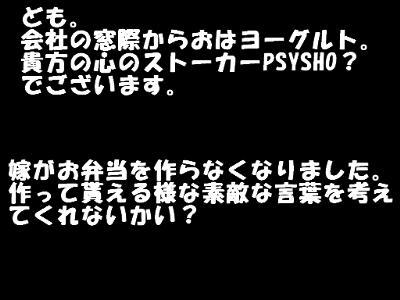 ども。
会社の窓際からおはヨーグルト。
貴方の心のストーカーPSYSHO?
でございます。
嫁がお弁当を作らなくなりました。
作って貰える様な素敵な言葉を考え
てくれないかい?